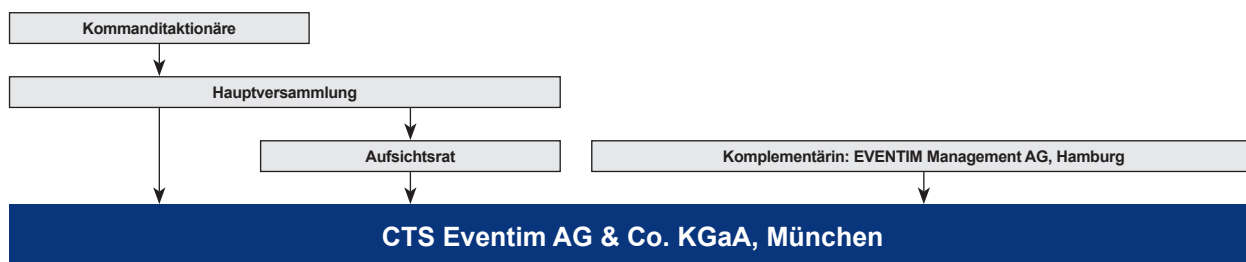 Kommanditaktionäre
Hauptversammlung
Aufsichtsrat
Komplementärin: EVENTIM Management AG, Hamburg
CTS Eventim AG & Co. KGaA, München